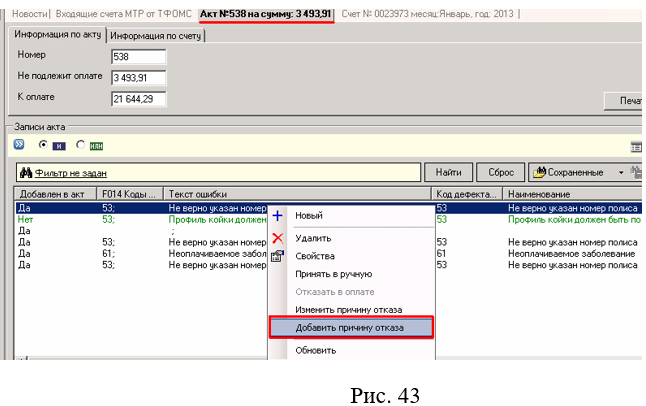 Новости | Входящие счета МТР от ТФОМС Акт №538 на сумму: 3 493,91 Счет № 0023973 месяц:Январь, год: 2013
Информация по акту Информация по счету
Номер 538
Не подлежит оплате 3 493,91
К оплате 21 644,29
Печа
Записи акта
И ИЛИ
Фильтр не задан Найти Сброс Сохраненные
Добавлен в акт F014 Коды ... Текст ошибки Код дефекта... Наименование
Да 53; Не верно указан номер 53 Не верно указан номер полиса
Нет 53; Профиль койки должен 53 Профиль койки должен быть по
Да ;
Да 53; Не верно указан номер 53 Не верно указан номер полиса
Да 61; Неоплачиваемое забол 61 Неоплачиваемое заболевание
Да 53; Не верно указан номер 53 Не верно указан номер полиса
Новый
Удалить
Свойства
Принять в ручную
Отказать в оплате
Изменить причину отказа
Добавить причину отказа
Обновить
Рис. 43